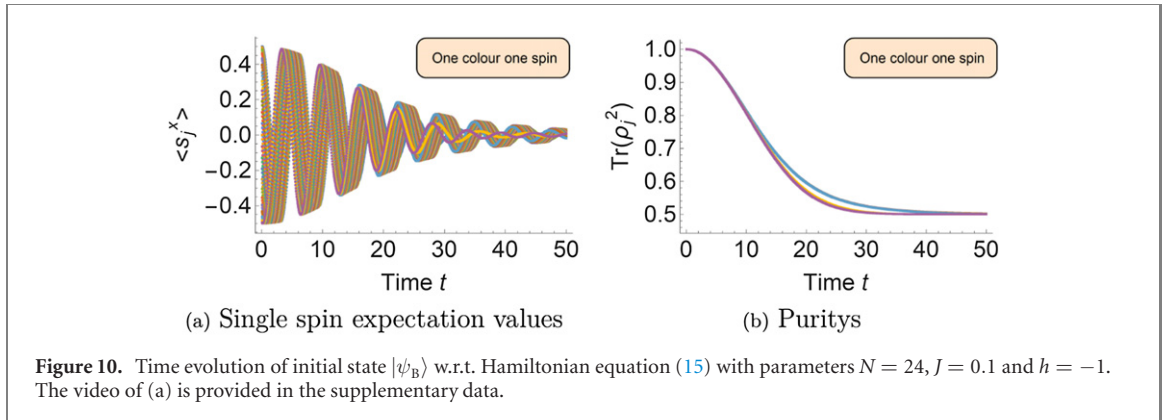 One colour one spin
0.4
0.2
0.0
−0.2
−0.4
<s_j^x>
0 10 20 30 40 50
Time t
(a) Single spin expectation values
One colour one spin
1.0
0.9
0.8
0.7
0.6
0.5
Tr(ρ_j^2)
0 10 20 30 40 50
Time t
(b) Puritys
Figure 10. Time evolution of initial state |ψ_B⟩ w.r.t. Hamiltonian equation (15) with parameters N = 24, J = 0.1 and h = −1.
The video of (a) is provided in the supplementary data.